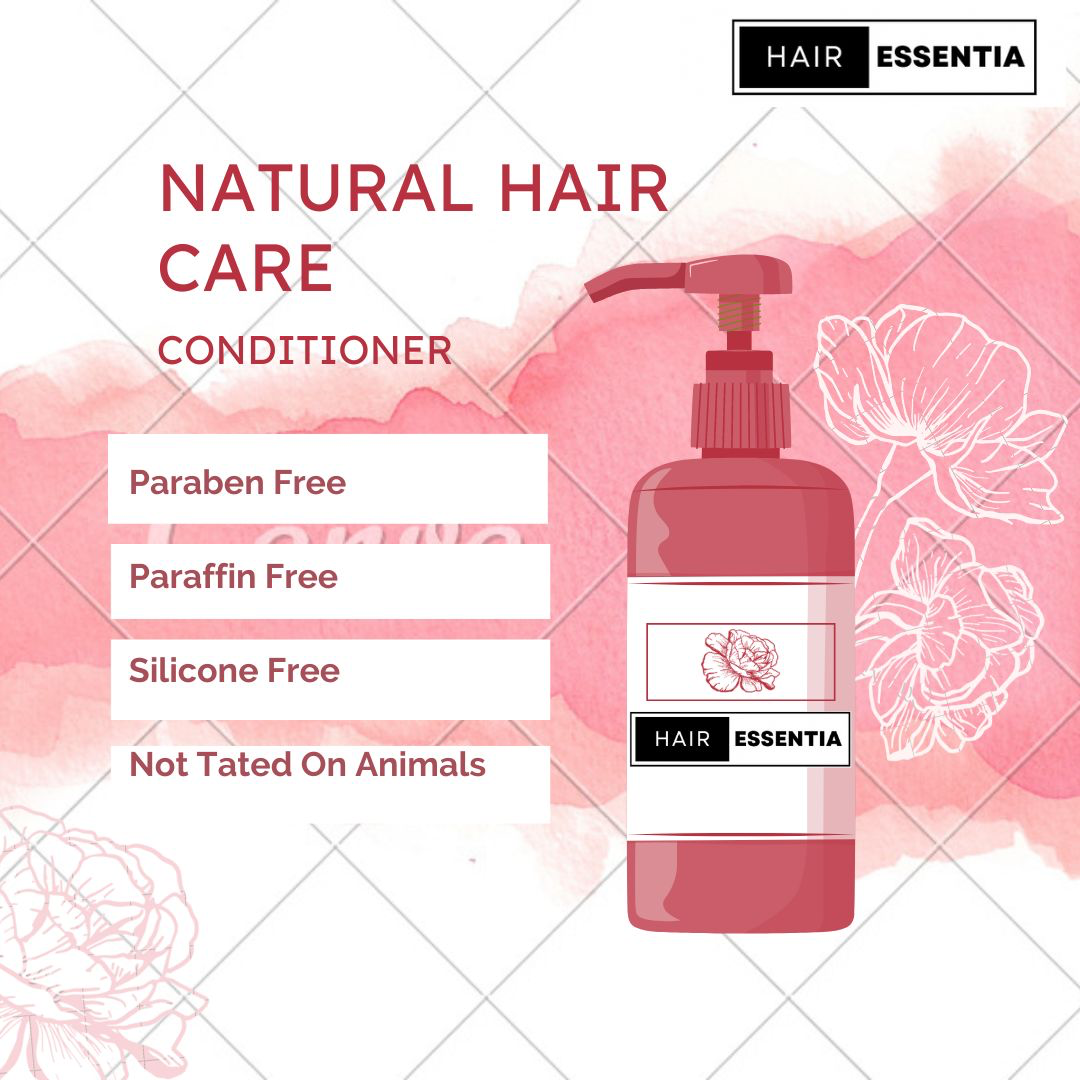 HAIR ESSENTIA
NATURAL HAIR
CARE
CONDITIONER
Paraben Free
Paraffin Free
Silicone Free
Not Tated On Animals
HAIR ESSENTIA